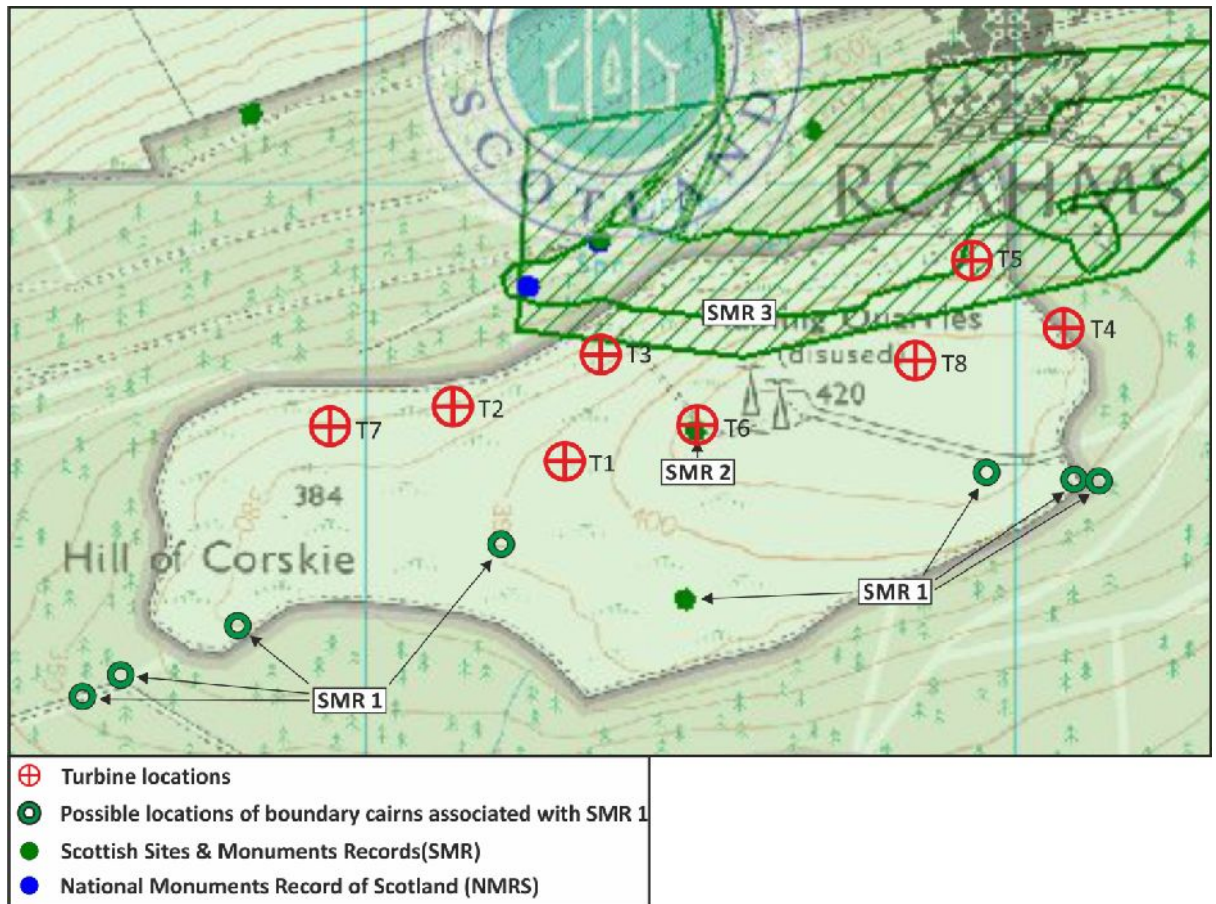 SCOTLAND
RCAHMS
T5
SMR 3
T4
Quarries
(disused)
T3
T8
420
T2
T7
T6
T1
SMR 2
384
400
Hill of Corskie
SMR 1
SMR 1
Turbine locations
Possible locations of boundary cairns associated with SMR 1
Scottish Sites & Monuments Records(SMR)
National Monuments Record of Scotland (NMRS)